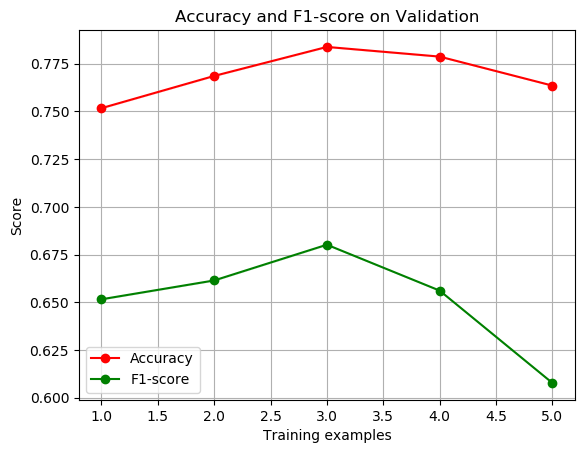 Accuracy and F1-score on Validation
Score
0.775
0.750
0.725
0.700
0.675
0.650
0.625
0.600
Accuracy
F1-score
1.0 1.5 2.0 2.5 3.0 3.5 4.0 4.5 5.0
Training examples